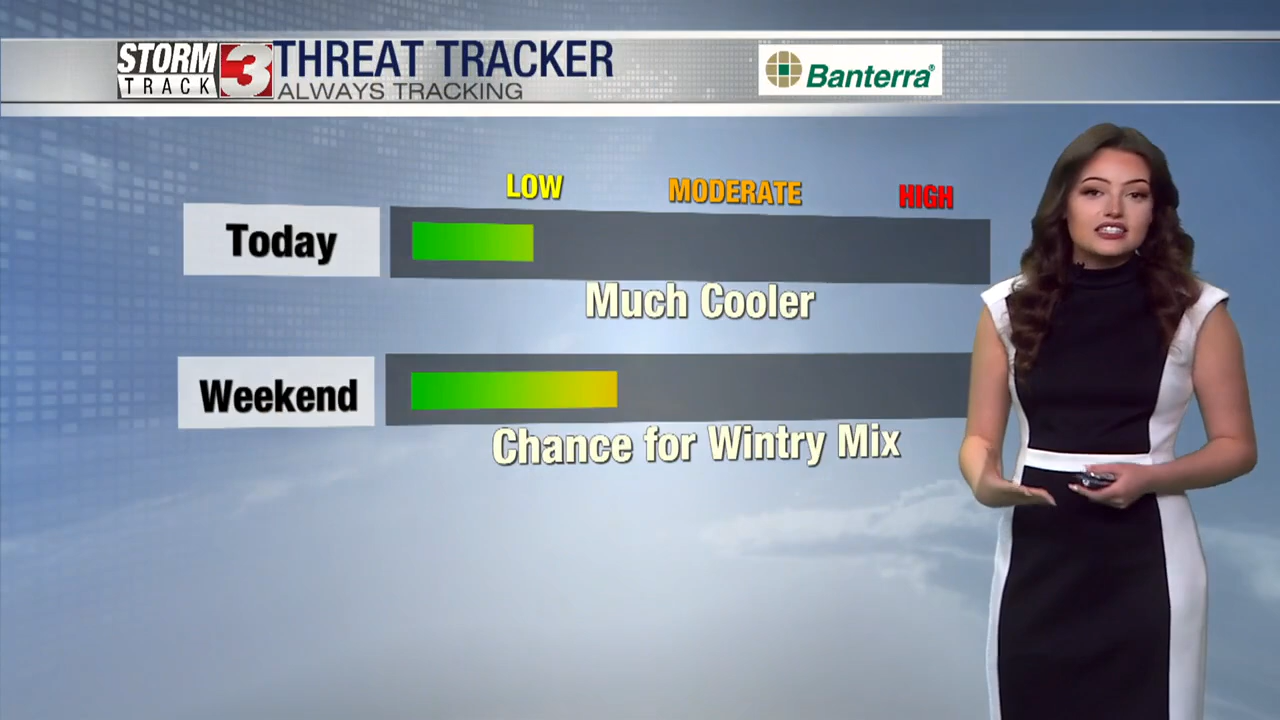 STORM
TRACK
3
THREAT TRACKER
ALWAYS TRACKING
Banterra®
LOW
MODERATE
HIGH
Today
Much Cooler
Weekend
Chance for Wintry Mix